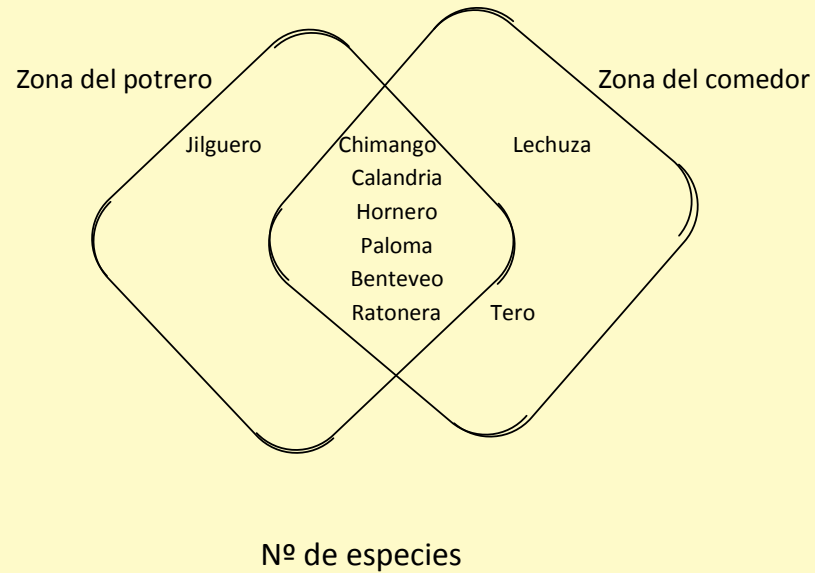 Zona del potrero Zona del comedor
Jilguero Chimango Lechuza
Calandria
Hornero
Paloma
Benteveo
Ratonera Tero
Nº de especies